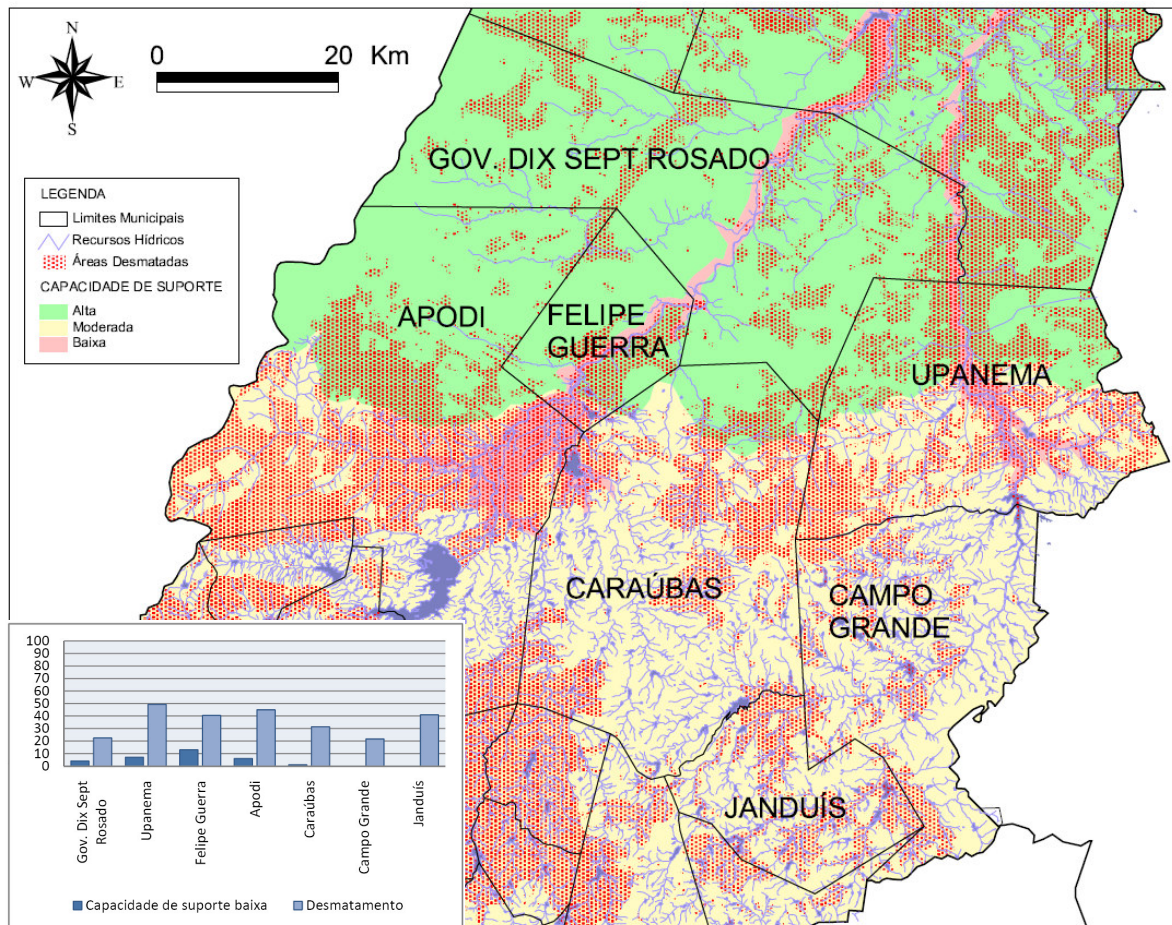 N
W E
S
0 20 Km
LEGENDA
Limites Municipais
Recursos Hídricos
Áreas Desmatadas
CAPACIDADE DE SUPORTE
Alta
Moderada
Baixa
GOV. DIX SEPT ROSADO
APODI
FELIPE
GUERRA
UPANEMA
CARAÚBAS
CAMPO
GRANDE
JANDUÍS
100
90
80
70
60
50
40
30
20
10
0
Gov. Dix Sept
Rosado
Upanema
Felipe Guerra
Apodi
Caraúbas
Campo Grande
Janduís
Capacidade de suporte baixa
Desmatamento